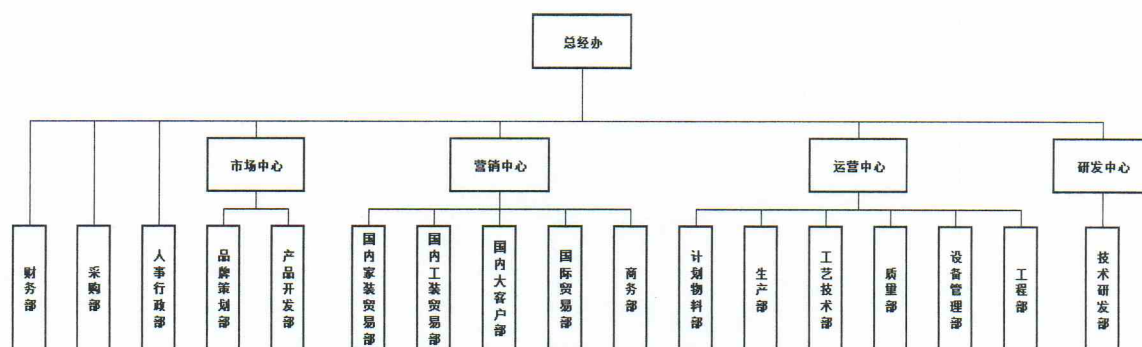 总经办
市场中心
营销中心
运营中心
研发中心
财务部
采购部
人事行政部
品牌策划部
产品开发部
国内家装贸易部
国内工装贸易部
国内大客户部
国际贸易部
商务部
计划物料部
生产部
工艺技术部
质量部
设备管理部
工程部
技术研发部